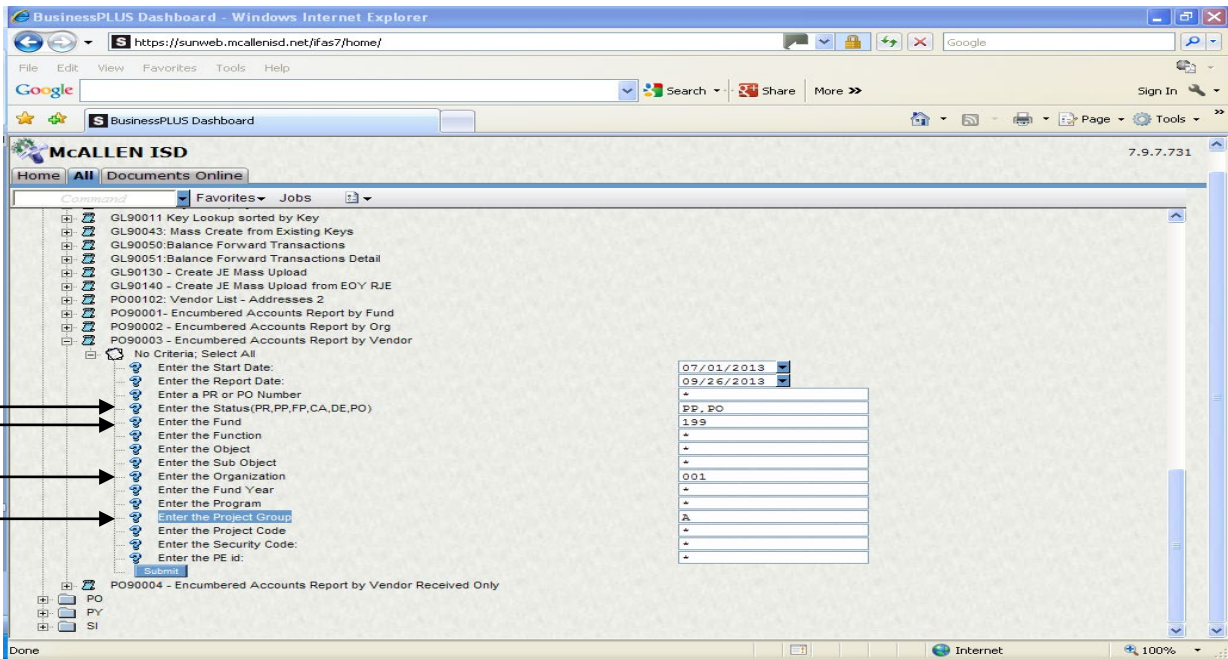 BusinessPLUS Dashboard - Windows Internet Explorer
S https://sunweb.mcallenisd.net/ifas7/home/
Google
File Edit View Favorites Tools Help
Google Search Share More >> Sign In
S BusinessPLUS Dashboard Page Tools >>
McALLEN ISD 7.9.7.731
Home All Documents Online
Command Favorites Jobs
GL90011 Key Lookup sorted by Key
GL90043: Mass Create from Existing Keys
GL90050:Balance Forward Transactions
GL90051:Balance Forward Transactions Detail
GL90130 - Create JE Mass Upload
GL90140 - Create JE Mass Upload from EOY RJE
PO00102: Vendor List - Addresses 2
PO90001- Encumbered Accounts Report by Fund
PO90002 - Encumbered Accounts Report by Org
PO90003 - Encumbered Accounts Report by Vendor
No Criteria; Select All
Enter the Start Date: 07/01/2013
Enter the Report Date: 09/26/2013
Enter a PR or PO Number *
Enter the Status(PR,PP,FP,CA,DE,PO) PP,PO
Enter the Fund 199
Enter the Function *
Enter the Object *
Enter the Sub Object *
Enter the Organization 001
Enter the Fund Year *
Enter the Program *
Enter the Project Group A
Enter the Project Code *
Enter the Security Code: *
Enter the PE id: *
Submit
PO90004 - Encumbered Accounts Report by Vendor Received Only
PO
PY
SI
Done Internet 100%